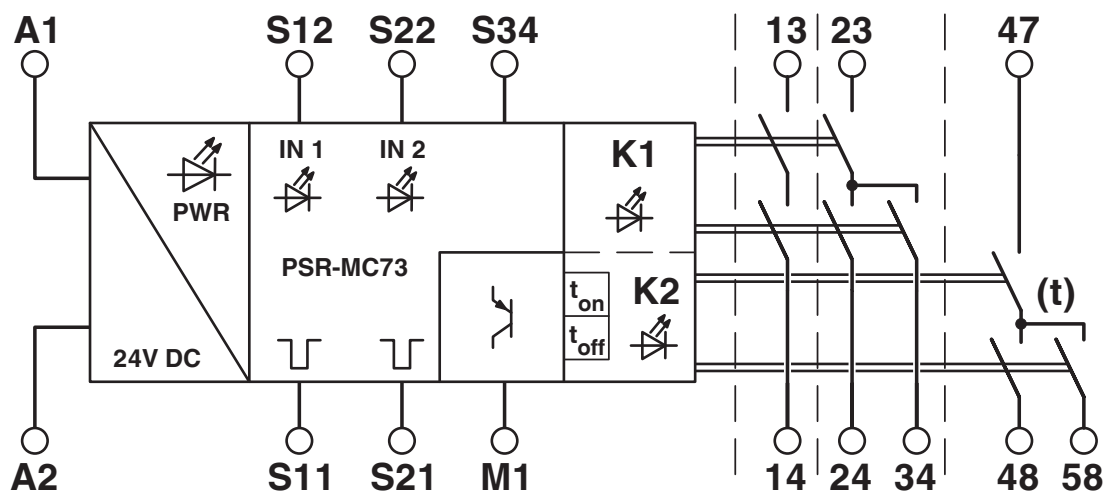 A1 S12 S22 S34 13 23 47
IN 1 IN 2 K1
PWR
PSR-MC73
ton K2 (t)
toff
24V DC
A2 S11 S21 M1 14 24 34 48 58